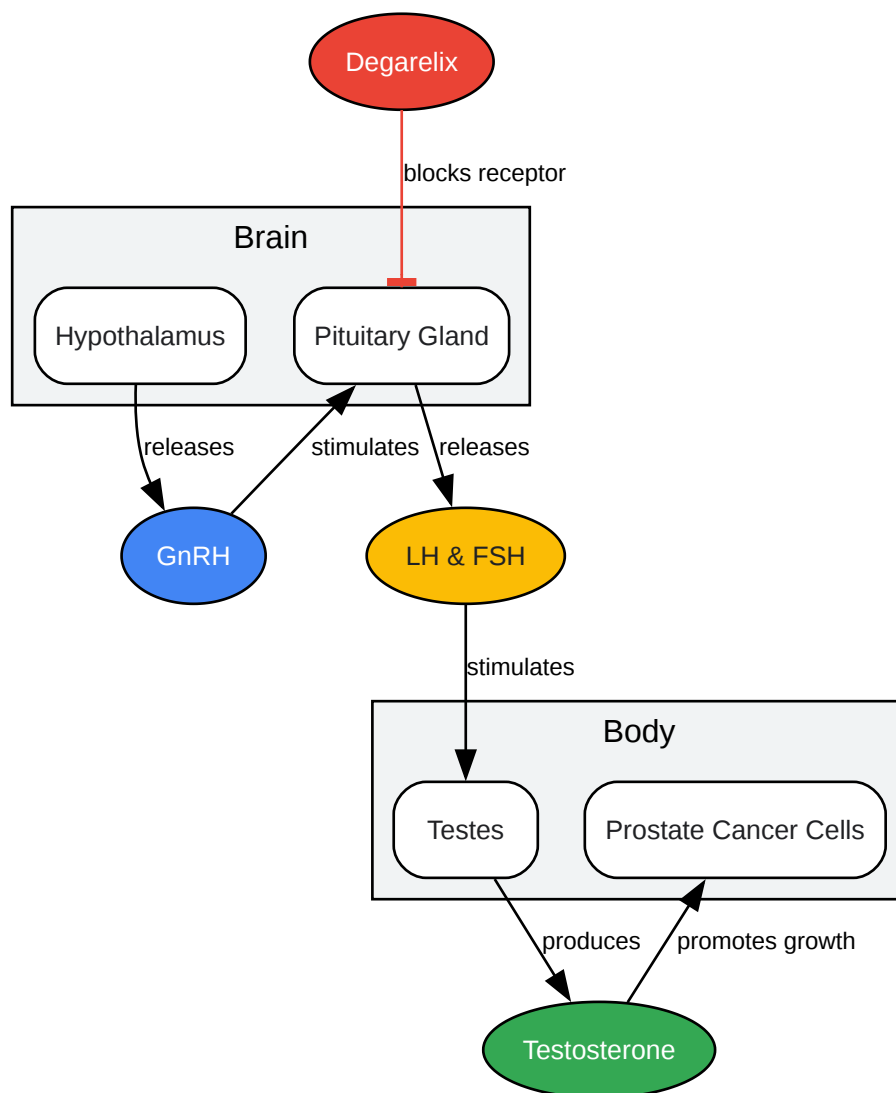 Degarelix
blocks receptor
Brain
Hypothalamus
Pituitary Gland
releases
stimulates
releases
GnRH
LH & FSH
stimulates
Body
Testes
Prostate Cancer Cells
produces
promotes growth
Testosterone